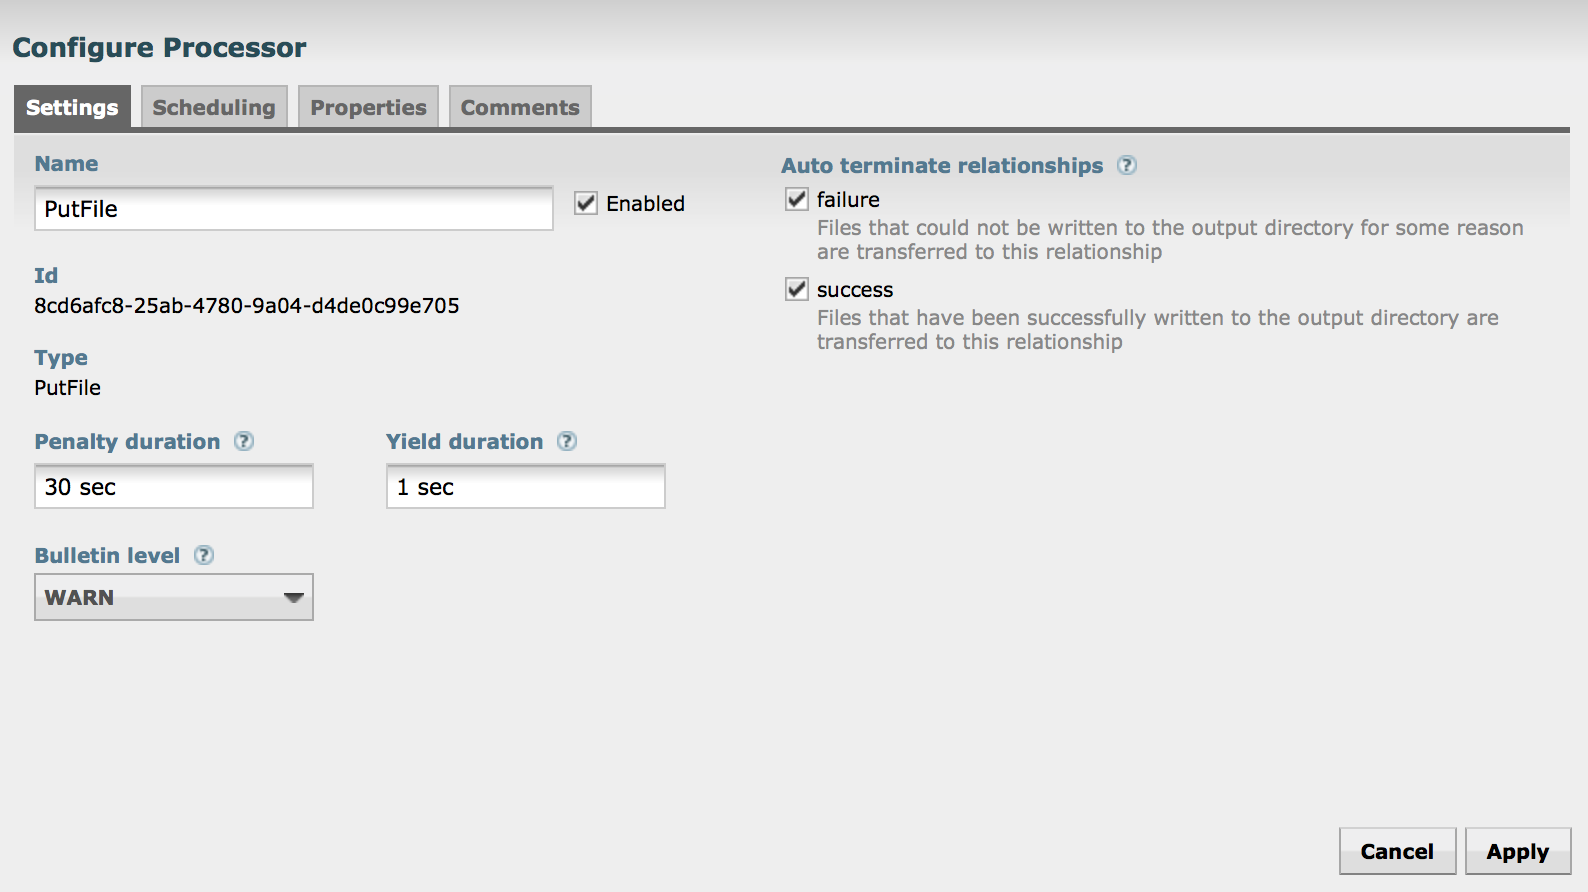 Configure Processor
Settings
Scheduling
Properties
Comments
Name
PutFile
Enabled
Id
8cd6afc8-25ab-4780-9a04-d4de0c99e705
Type
PutFile
Penalty duration ?
Yield duration ?
30 sec
1 sec
Bulletin level ?
WARN
Auto terminate relationships ?
failure
Files that could not be written to the output directory for some reason
are transferred to this relationship
success
Files that have been successfully written to the output directory are
transferred to this relationship
Cancel
Apply